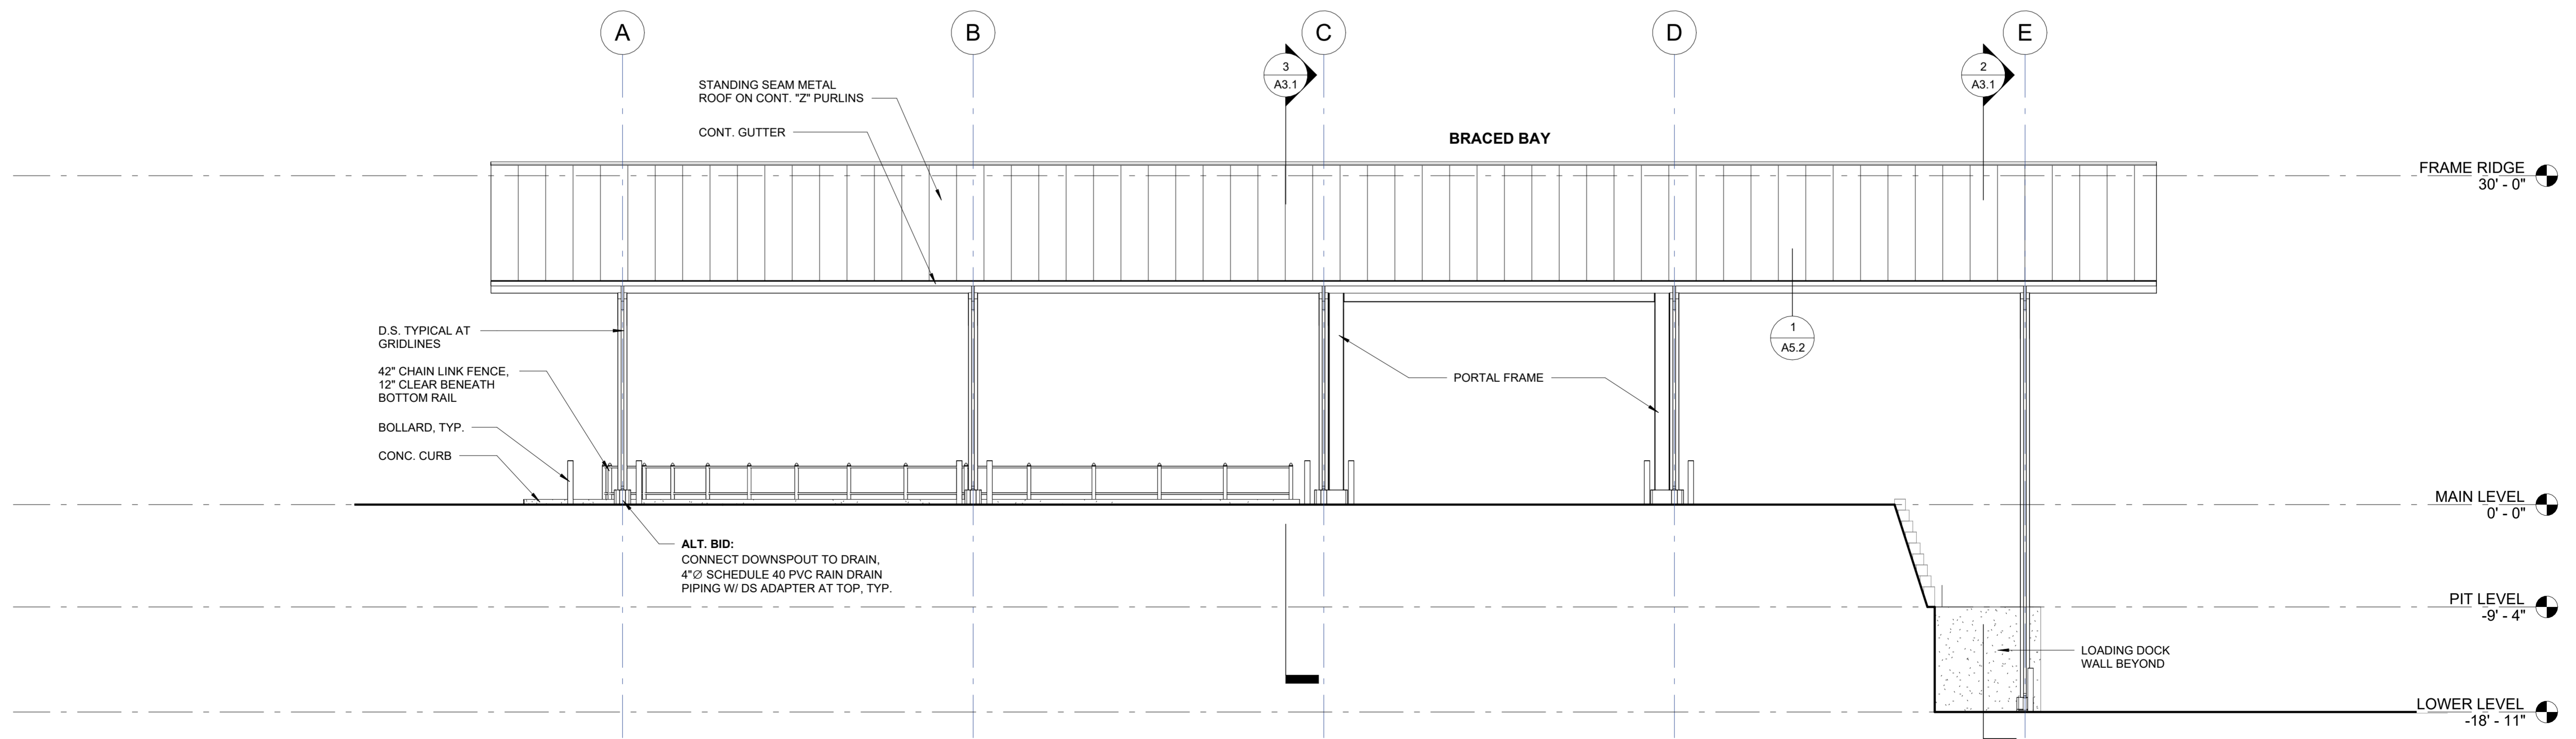 A
B
C
D
E
3
A3.1
2
A3.1
STANDING SEAM METAL
ROOF ON CONT. "Z" PURLINS
CONT. GUTTER
BRACED BAY
FRAME RIDGE
30' - 0"
D.S. TYPICAL AT
GRIDLINES
1
A5.2
42" CHAIN LINK FENCE,
12" CLEAR BENEATH
BOTTOM RAIL
PORTAL FRAME
BOLLARD, TYP.
CONC. CURB
MAIN LEVEL
0' - 0"
ALT. BID:
CONNECT DOWNSPOUT TO DRAIN,
4"Ø SCHEDULE 40 PVC RAIN DRAIN
PIPING W/ DS ADAPTER AT TOP, TYP.
PIT LEVEL
-9' - 4"
LOADING DOCK
WALL BEYOND
LOWER LEVEL
-18' - 11"